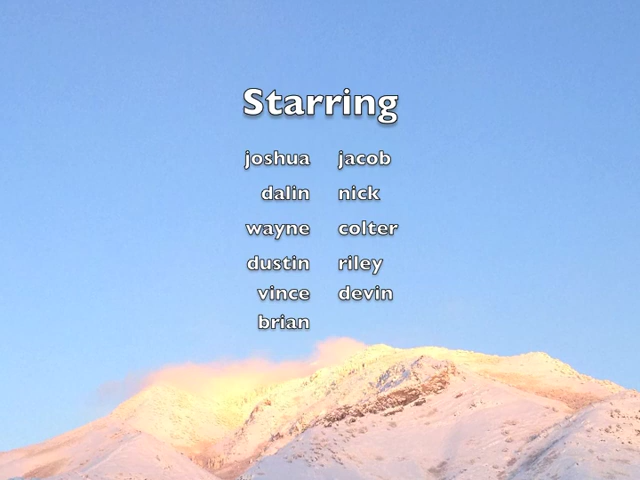 Starring
joshua jacob
dalin nick
wayne colter
dustin riley
vince devin
brian